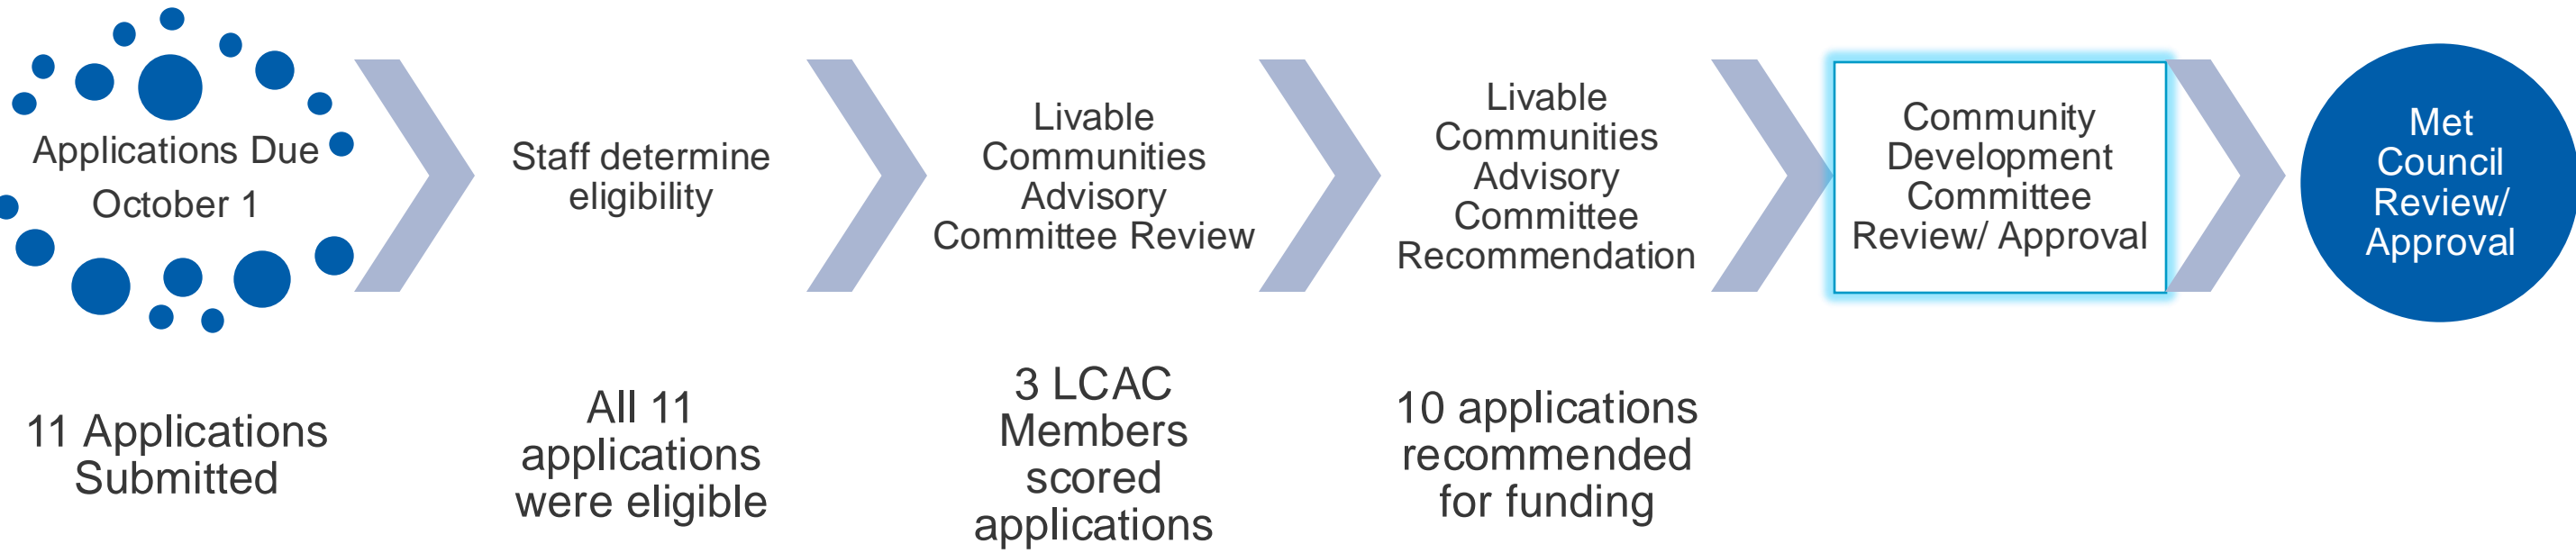 Applications Due
October 1
Staff determine
eligibility
Livable
Communities
Advisory
Committee Review
Livable
Communities
Advisory
Committee
Recommendation
Community
Development
Committee
Review/ Approval
Met
Council
Review/
Approval
11 Applications
Submitted
All 11
applications
were eligible
3 LCAC
Members
scored
applications
10 applications
recommended
for funding